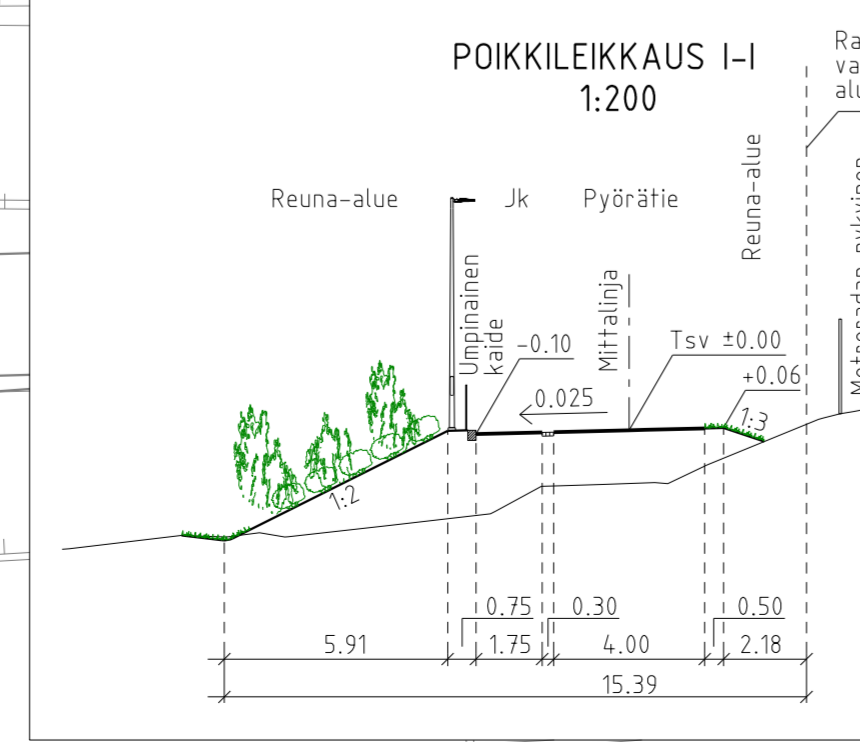 POIKKILEIKKAUS I-I
1:200
Reuna-alue
Jk
Pyörätie
Reuna-alue
Umpinainen
kaide
Mittalinja
-0.10
0.025
Tsv ±0.00
+0.06
1:3
1:2
0.75
0.30
0.50
5.91
1.75
4.00
2.18
15.39